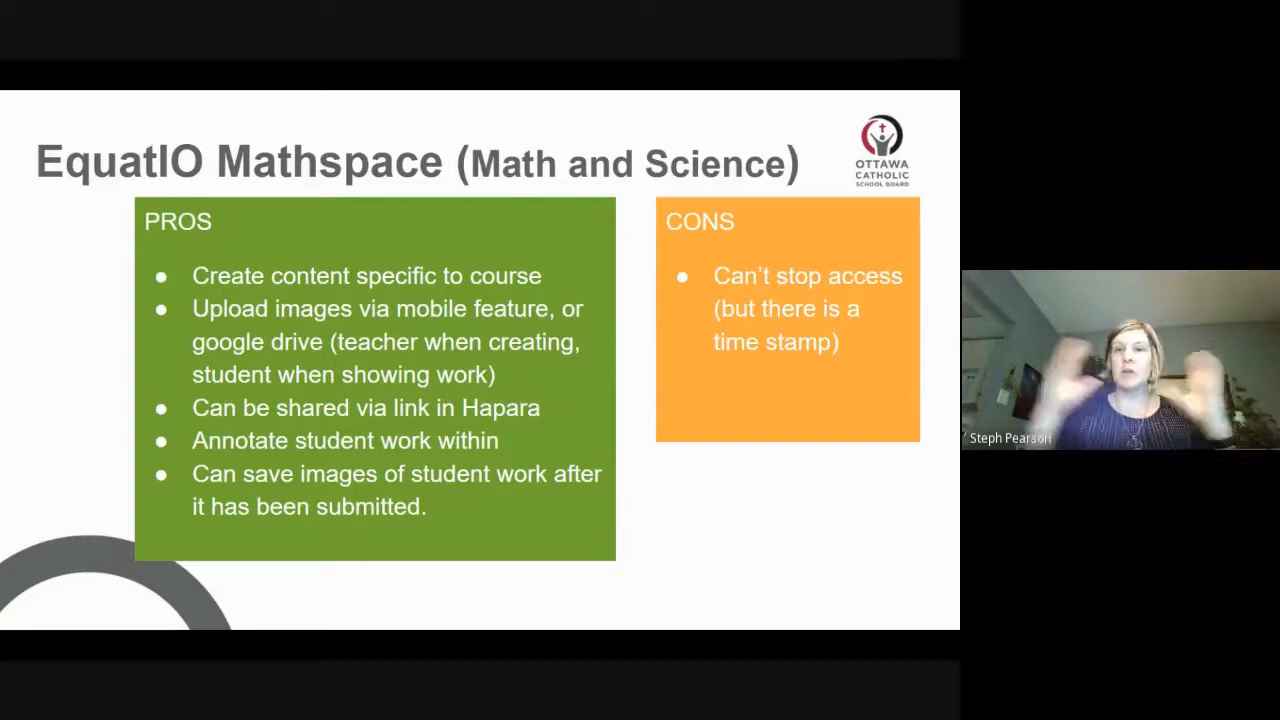 EquatIO Mathspace (Math and Science)
OTTAWA
CATHOLIC
SCHOOL BOARD
PROS
● Create content specific to course
● Upload images via mobile feature, or
google drive (teacher when creating,
student when showing work)
● Can be shared via link in Hapara
● Annotate student work within
● Can save images of student work after
it has been submitted.
CONS
● Can’t stop access
(but there is a
time stamp)
Steph Pearson